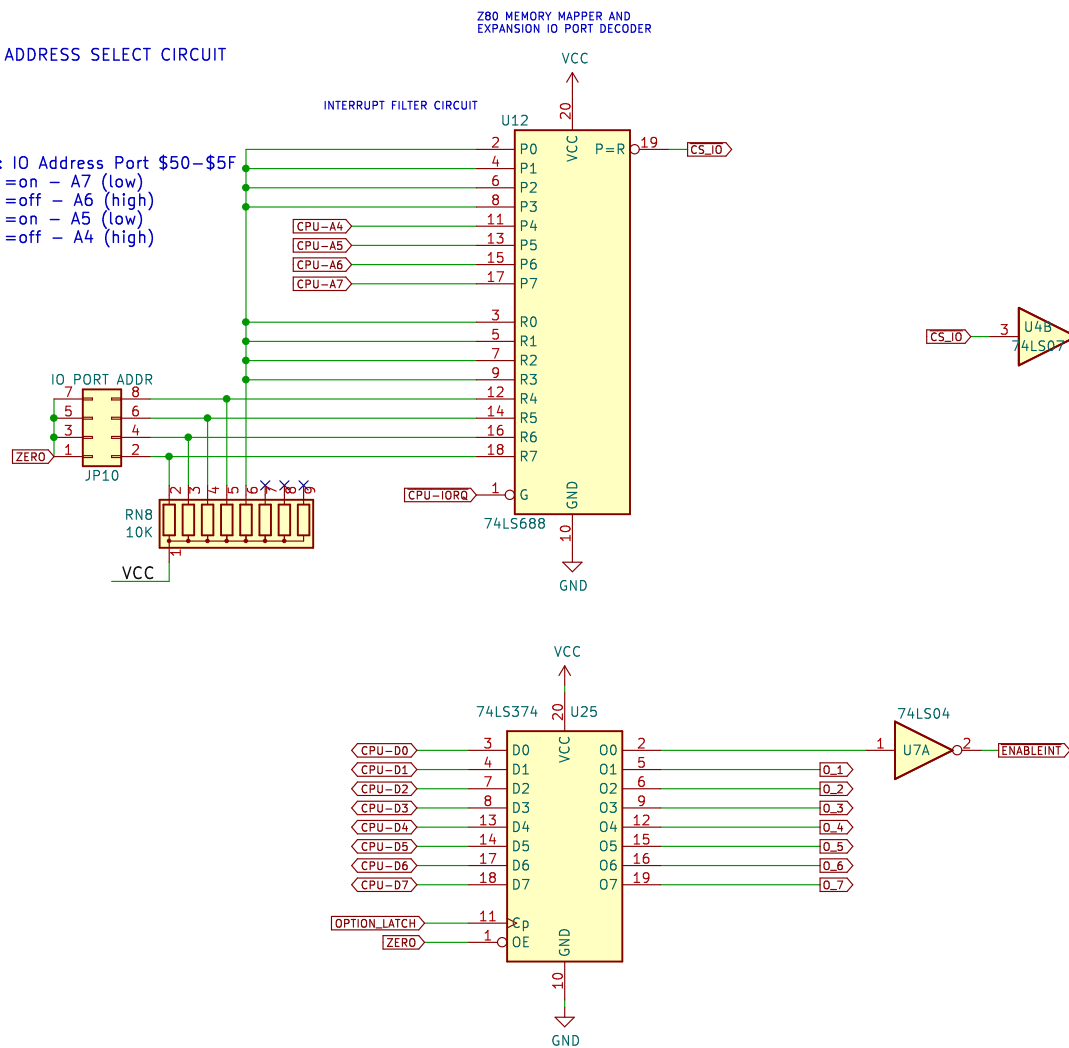 Z80 MEMORY MAPPER AND
EXPANSION IO PORT DECODER
ADDRESS SELECT CIRCUIT
VCC
INTERRUPT FILTER CIRCUIT
20
U12
2 P0 VCC P=R 19 CS_IO
: IO Address Port $50-$5F
4 P1
=on - A7 (low)
6 P2
=off - A6 (high)
8 P3
=on - A5 (low)
CPU-A4 11 P4
=off - A4 (high)
CPU-A5 13 P5
CPU-A6 15 P6
CPU-A7 17 P7
3 R0
5 R1
CS_IO 3 U4B
74LS07
7 R2
9 R3
IO PORT ADDR
7 8 12 R4
5 6 14 R5
3 4 16 R6
ZERO 1 2 18 R7
JP10
2 3 4 5 6 7 8 9
CPU-IORQ 1 G GND
RN8
10K
74LS688
10
1
VCC
GND
VCC
20
74LS374 U25
74LS04
CPU-D0 3 D0 VCC O0 2 1 U7A 2 ENABLEINT
CPU-D1 4 D1 O1 5 O_1
CPU-D2 7 D2 O2 6 O_2
CPU-D3 8 D3 O3 9 O_3
CPU-D4 13 D4 O4 12 O_4
CPU-D5 14 D5 O5 15 O_5
CPU-D6 17 D6 O6 16 O_6
CPU-D7 18 D7 O7 19 O_7
OPTION_LATCH 11 Cp
ZERO 1 OE GND
10
GND